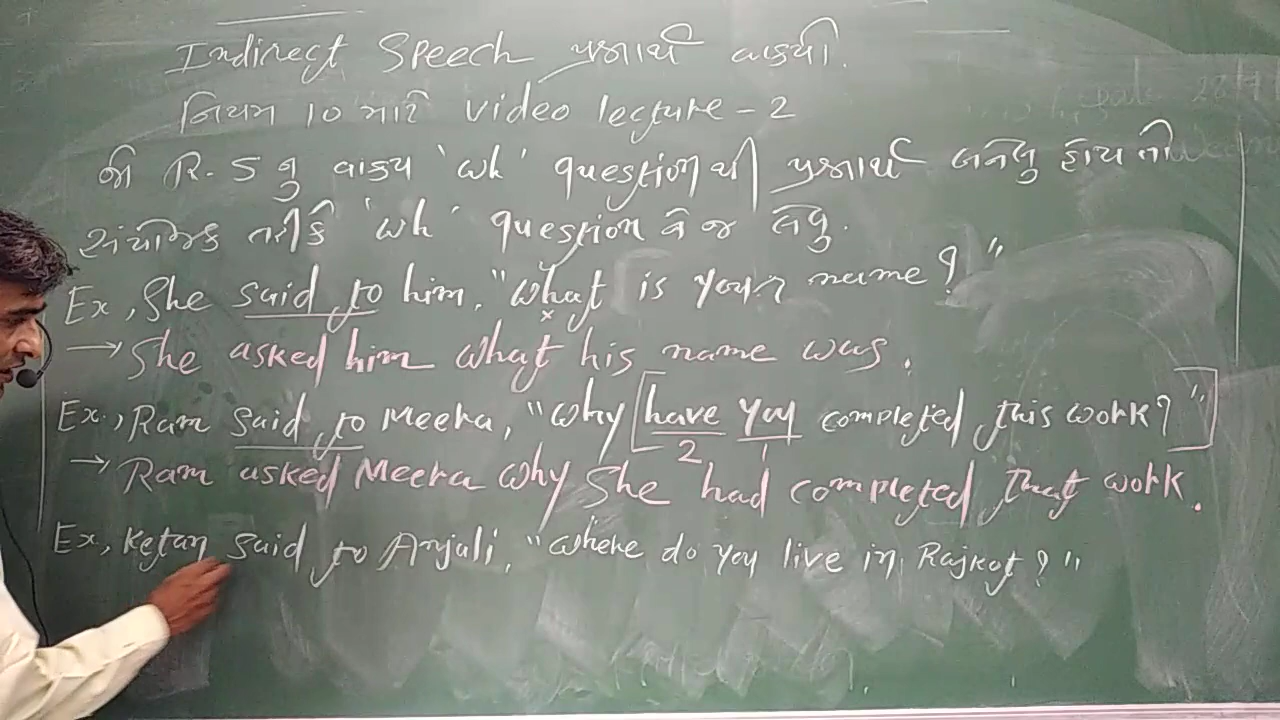 Indirect Speech પ્રશ્નાર્થ વાક્યો.
નિયમ 10 માટે video lecture - 2
જો R.S નુ વાક્ય 'wh' question થી પ્રશ્નાર્થ બનેલુ હોય તો
સંયોજક તરીકે 'wh' question ને જ લેવુ.
Ex, She said to him, "what is your name?"
×
→ She asked him what his name was.
Ex., Ram said to Meera, "why [have you completed this work?"]
2 1
→ Ram asked Meera why she had completed that work.
Ex, Ketan said to Anjali, "where do you live in Rajkot?"